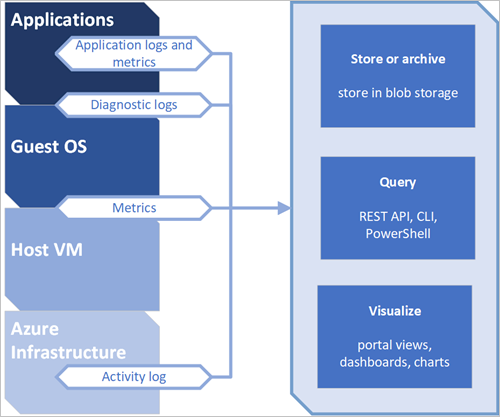 Applications
Application logs and
metrics
Diagnostic logs
Guest OS
Metrics
Host VM
Azure
Infrastructure
Activity log
Store or archive
store in blob storage
Query
REST API, CLI,
PowerShell
Visualize
portal views,
dashboards, charts